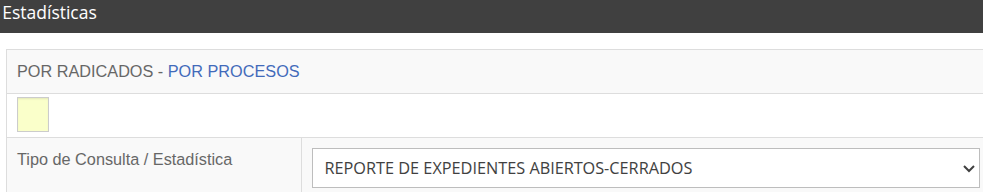 Estadísticas
POR RADICADOS - POR PROCESOS
Tipo de Consulta / Estadística
REPORTE DE EXPEDIENTES ABIERTOS-CERRADOS